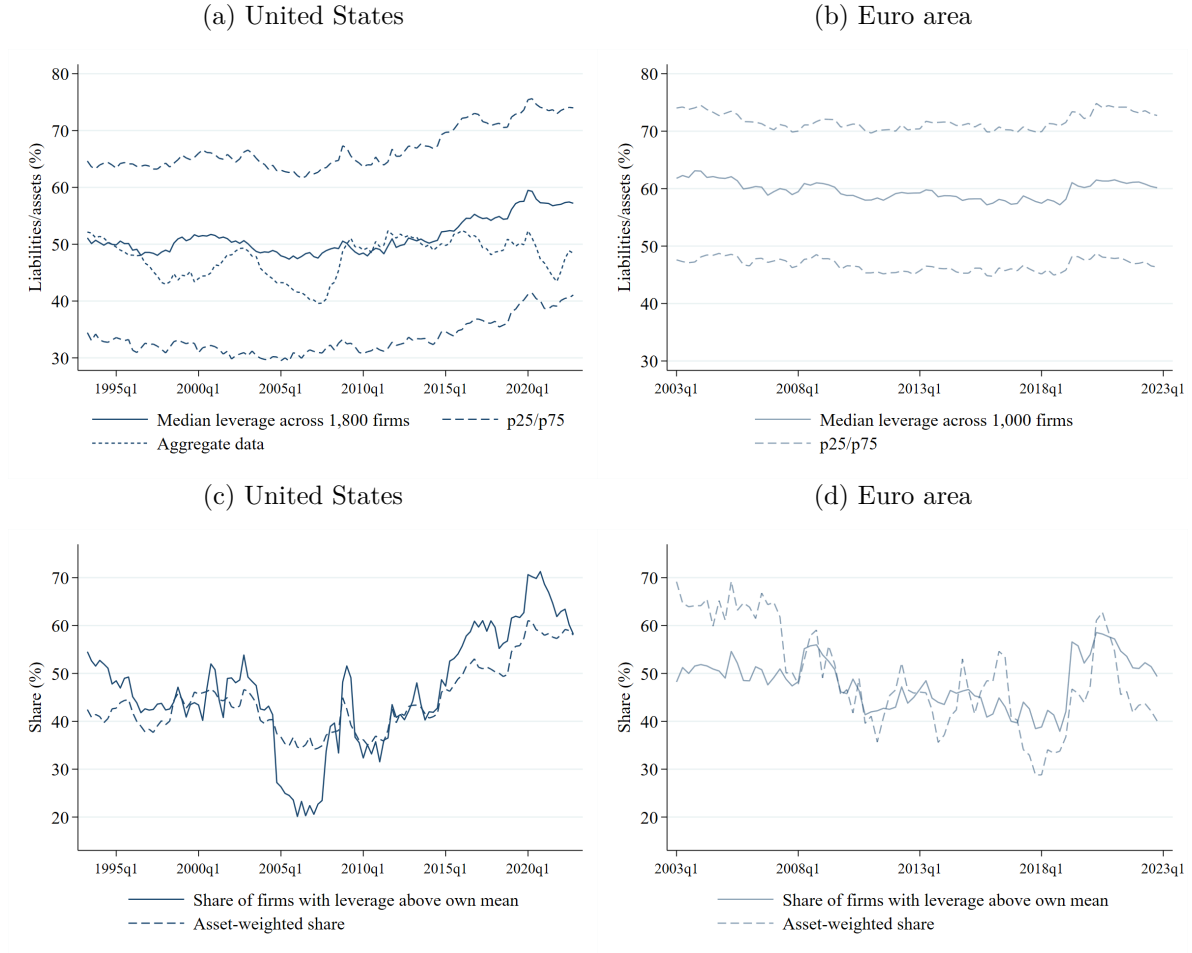 (a) United States
Liabilities/assets (%)
80
70
60
50
40
30
1995q1 2000q1 2005q1 2010q1 2015q1 2020q1
Median leverage across 1,800 firms p25/p75
Aggregate data
(b) Euro area
Liabilities/assets (%)
80
70
60
50
40
30
2003q1 2008q1 2013q1 2018q1 2023q1
Median leverage across 1,000 firms
p25/p75
(c) United States
Share (%)
70
60
50
40
30
20
1995q1 2000q1 2005q1 2010q1 2015q1 2020q1
Share of firms with leverage above own mean
Asset-weighted share
(d) Euro area
Share (%)
70
60
50
40
30
20
2003q1 2008q1 2013q1 2018q1 2023q1
Share of firms with leverage above own mean
Asset-weighted share